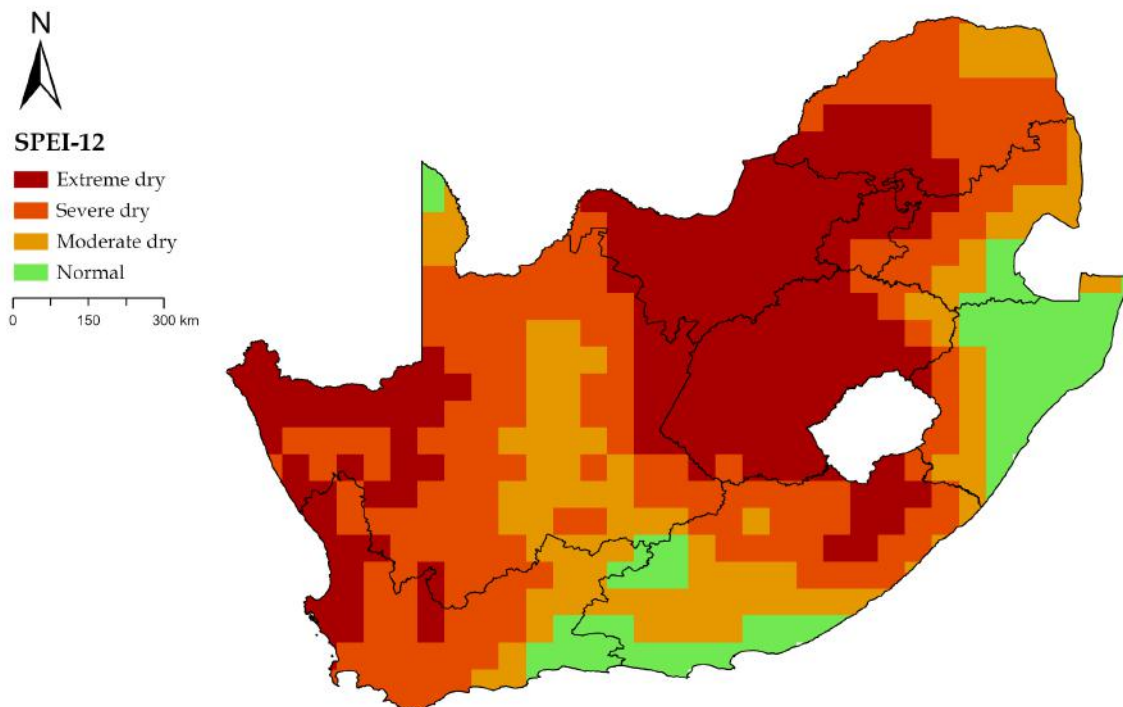 N
SPEI-12
Extreme dry
Severe dry
Moderate dry
Normal
0 150 300 km